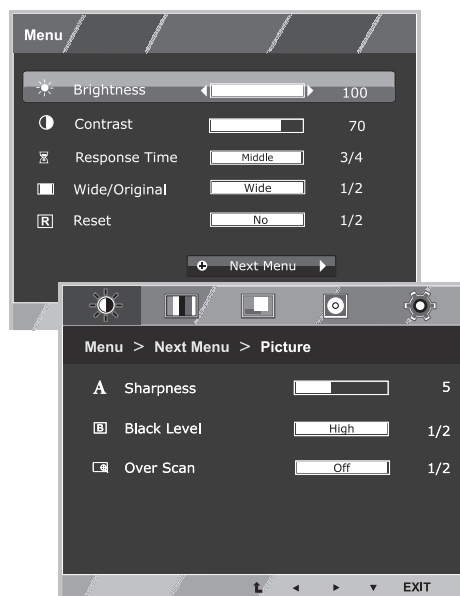 Menu
Brightness 100
Contrast 70
Response Time Middle 3/4
Wide/Original Wide 1/2
R Reset No 1/2
Next Menu
Menu > Next Menu > Picture
A Sharpness 5
B Black Level High 1/2
Over Scan Off 1/2
EXIT